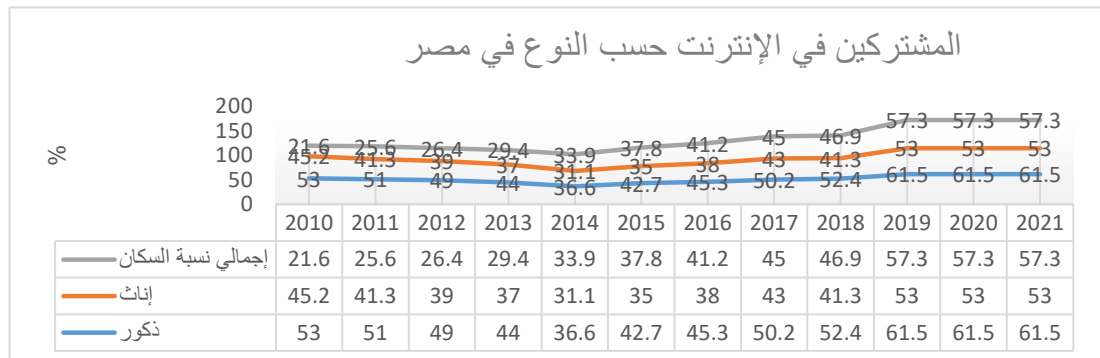 المشتركين في الإنترنت حسب النوع في مصر
%
200
150
100
50
0
21.6 25.6 26.4 29.4 33.9 37.8 41.2 45 46.9 57.3 57.3 57.3
45.2 41.3 39 37 31.1 35 38 43 41.3 53 53 53
53 51 49 44 36.6 42.7 45.3 50.2 52.4 61.5 61.5 61.5
2010 2011 2012 2013 2014 2015 2016 2017 2018 2019 2020 2021
إجمالي نسبة السكان 21.6 25.6 26.4 29.4 33.9 37.8 41.2 45 46.9 57.3 57.3 57.3
إناث 45.2 41.3 39 37 31.1 35 38 43 41.3 53 53 53
ذكور 53 51 49 44 36.6 42.7 45.3 50.2 52.4 61.5 61.5 61.5